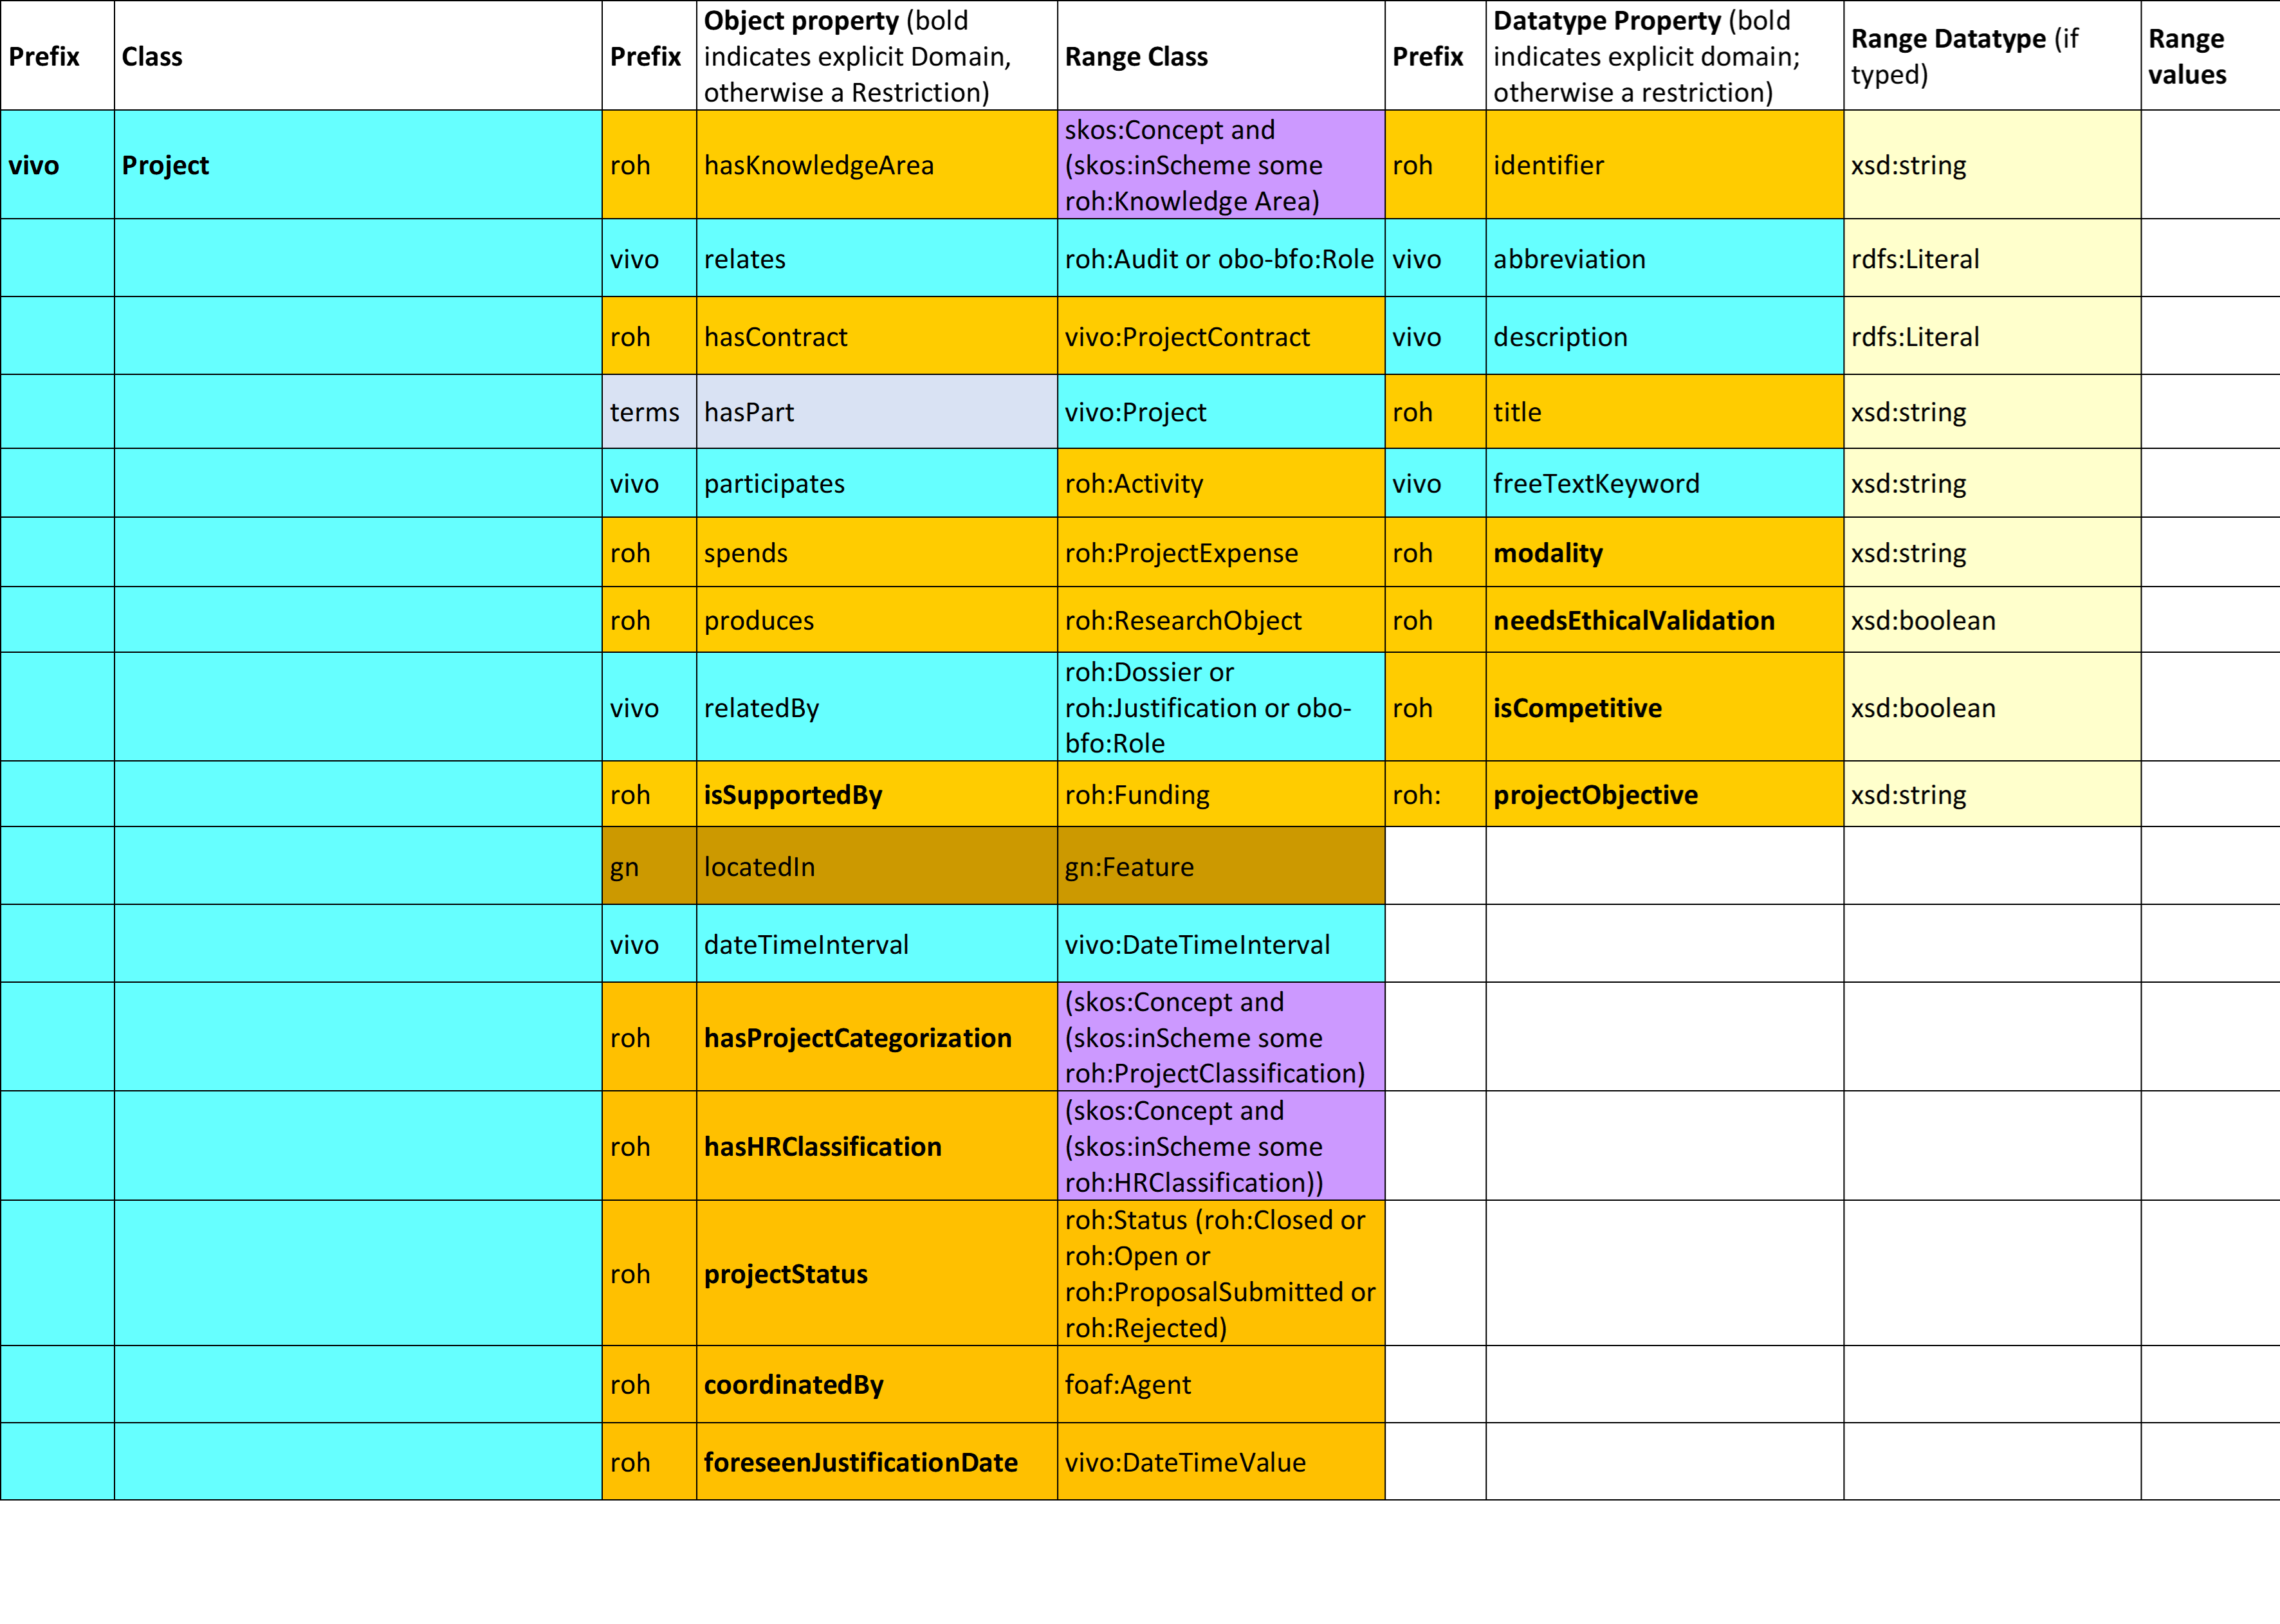 Prefix
Class
Prefix
Object property (bold
indicates explicit Domain,
otherwise a Restriction)
Range Class
Prefix
Datatype Property (bold
indicates explicit domain;
otherwise a restriction)
Range Datatype (if
typed)
Range
values
vivo
Project
roh
hasKnowledgeArea
skos:Concept and
(skos:inScheme some
roh:Knowledge Area)
roh
identifier
xsd:string
vivo
relates
roh:Audit or obo-bfo:Role
vivo
abbreviation
rdfs:Literal
roh
hasContract
vivo:ProjectContract
vivo
description
rdfs:Literal
terms
hasPart
vivo:Project
roh
title
xsd:string
vivo
participates
roh:Activity
vivo
freeTextKeyword
xsd:string
roh
spends
roh:ProjectExpense
roh
modality
xsd:string
roh
produces
roh:ResearchObject
roh
needsEthicalValidation
xsd:boolean
vivo
relatedBy
roh:Dossier or
roh:Justification or obo-
bfo:Role
roh
isCompetitive
xsd:boolean
roh
isSupportedBy
roh:Funding
roh:
projectObjective
xsd:string
gn
locatedIn
gn:Feature
vivo
dateTimeInterval
vivo:DateTimeInterval
roh
hasProjectCategorization
(skos:Concept and
(skos:inScheme some
roh:ProjectClassification)
roh
hasHRClassification
(skos:Concept and
(skos:inScheme some
roh:HRClassification))
roh
projectStatus
roh:Status (roh:Closed or
roh:Open or
roh:ProposalSubmitted or
roh:Rejected)
roh
coordinatedBy
foaf:Agent
roh
foreseenJustificationDate
vivo:DateTimeValue